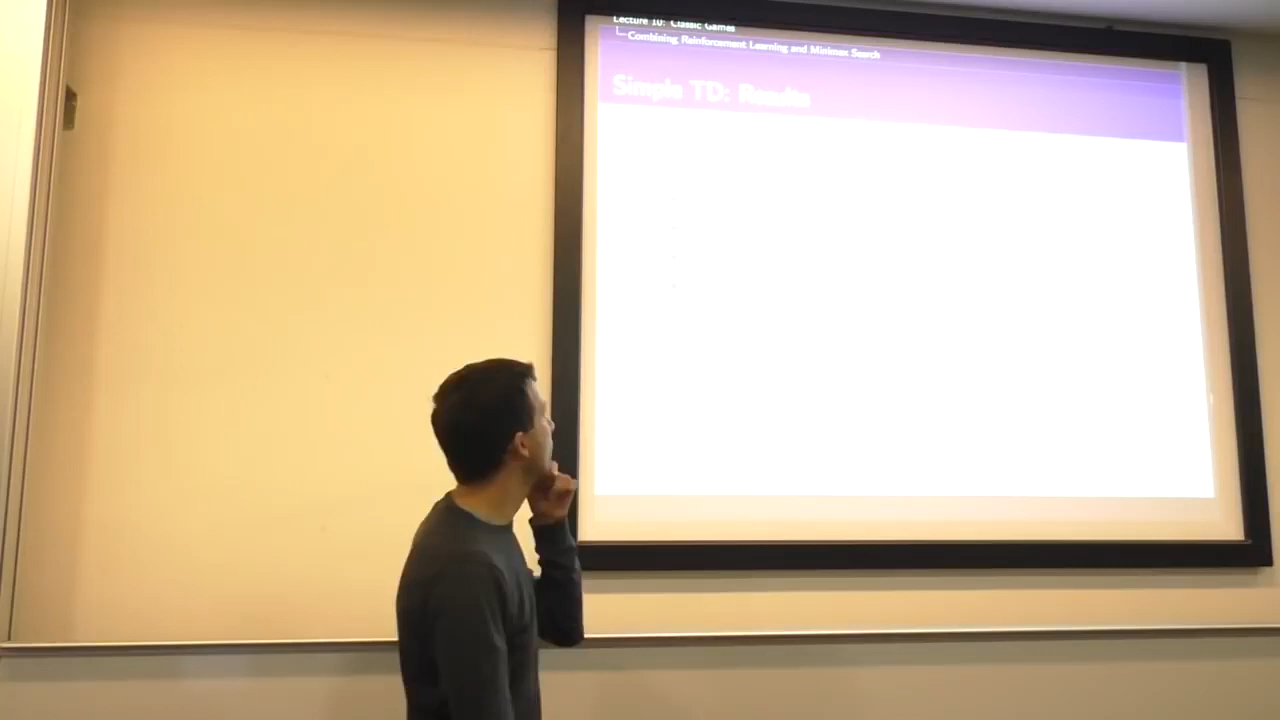 Lecture 10: Classic Games
Combining Reinforcement Learning and Minimax Search
Simple TD: Results